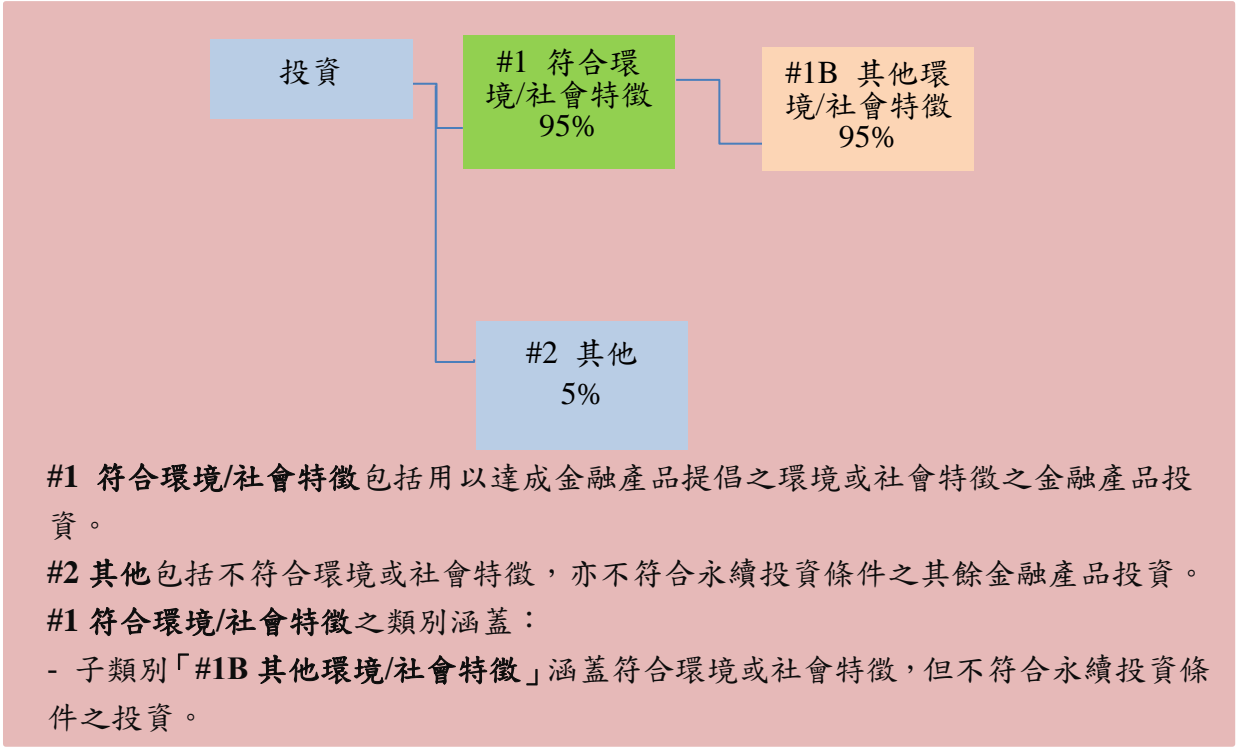 投資
#1 符合環
境/社會特徵
95%
#1B 其他環
境/社會特徵
95%
#2 其他
5%
#1 符合環境/社會特徵包括用以達成金融產品提倡之環境或社會特徵之金融產品投
資。
#2 其他包括不符合環境或社會特徵，亦不符合永續投資條件之其餘金融產品投資。
#1 符合環境/社會特徵之類別涵蓋：
- 子類別「#1B 其他環境/社會特徵」涵蓋符合環境或社會特徵，但不符合永續投資條
件之投資。